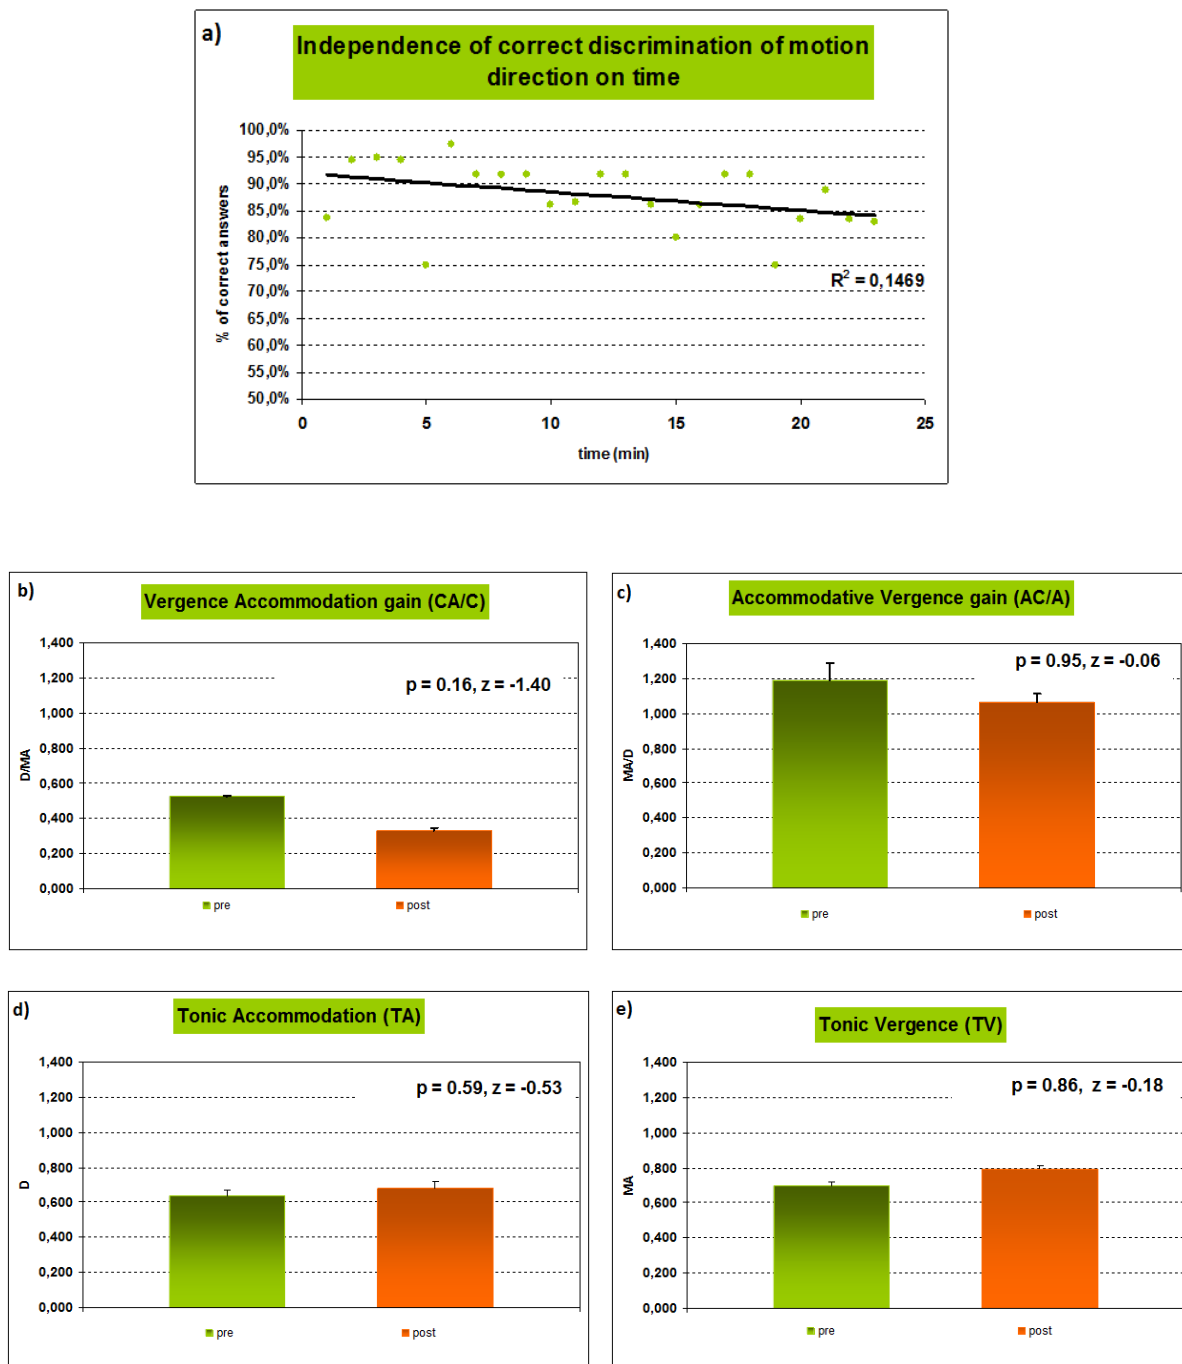 a)
Independence of correct discrimination of motion
direction on time
100,0%
95,0%
90,0%
85,0%
80,0%
75,0%
70,0%
65,0%
60,0%
55,0%
50,0%
% of correct answers
R² = 0,1469
0 5 10 15 20 25
time (min)
b)
Vergence Accommodation gain (CA/C)
1,400
1,200
1,000
0,800
0,600
0,400
0,200
0,000
D/MA
p = 0.16, z = -1.40
pre post
c)
Accommodative Vergence gain (AC/A)
1,400
1,200
1,000
0,800
0,600
0,400
0,200
0,000
MA/D
p = 0.95, z = -0.06
pre post
d)
Tonic Accommodation (TA)
1,400
1,200
1,000
0,800
0,600
0,400
0,200
0,000
D
p = 0.59, z = -0.53
pre post
e)
Tonic Vergence (TV)
1,400
1,200
1,000
0,800
0,600
0,400
0,200
0,000
MA
p = 0.86, z = -0.18
pre post